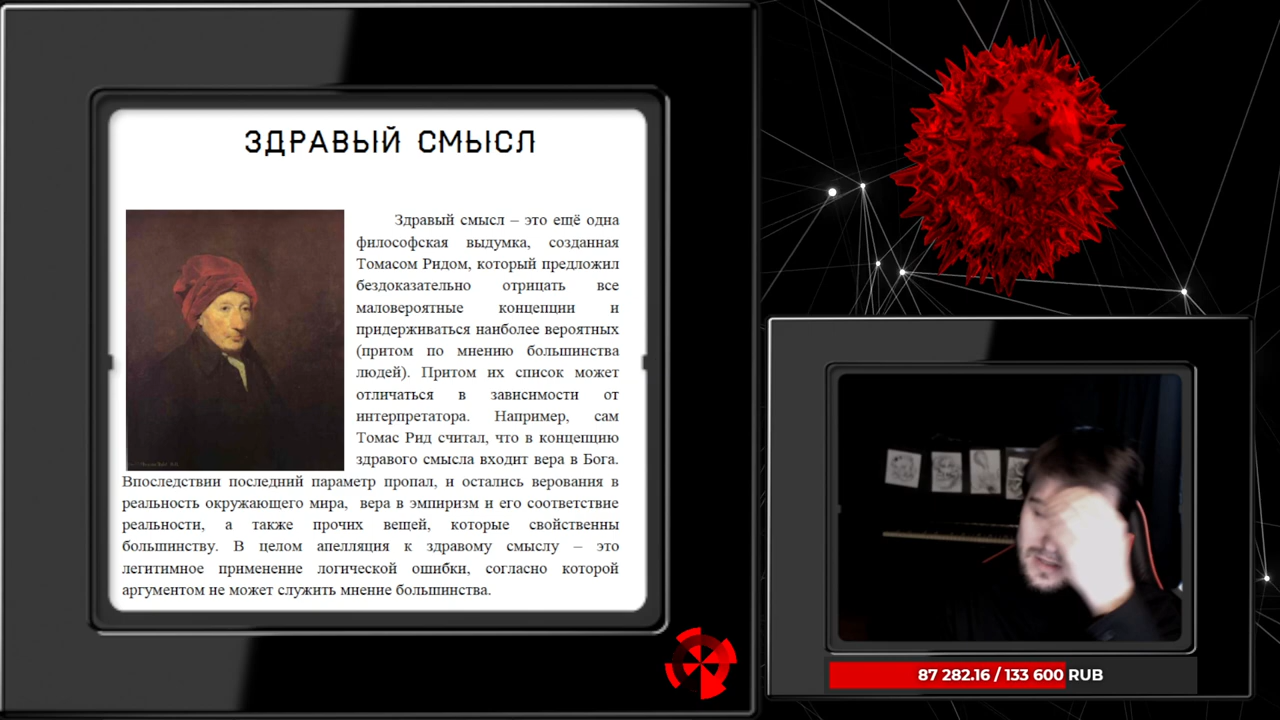 ЗДРАВЫЙ СМЫСЛ
Здравый смысл – это ещё одна
философская выдумка, созданная
Томасом Ридом, который предложил
бездоказательно отрицать все
маловероятные концепции и
придерживаться наиболее вероятных
(притом по мнению большинства
людей). Притом их список может
отличаться в зависимости от
интерпретатора. Например, сам
Томас Рид считал, что в концепцию
здравого смысла входит вера в Бога.
Впоследствии последний параметр пропал, и остались верования в
реальность окружающего мира, вера в эмпиризм и его соответствие
реальности, а также прочих вещей, которые свойственны
большинству. В целом апелляция к здравому смыслу – это
легитимное применение логической ошибки, согласно которой
аргументом не может служить мнение большинства.
87 282.16 / 133 600 RUB